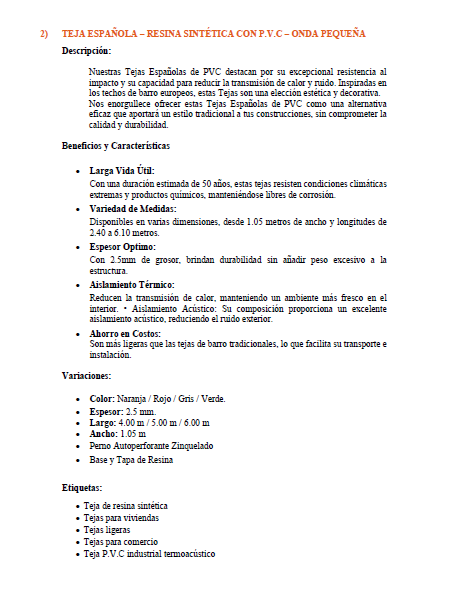 2) TEJA ESPAÑOLA – RESINA SINTÉTICA CON P.V.C – ONDA PEQUEÑA
Descripción:
Nuestras Tejas Españolas de PVC destacan por su excepcional resistencia al
impacto y su capacidad para reducir la transmisión de calor y ruido. Inspiradas en
los techos de barro europeos, estas Tejas son una elección estética y decorativa.
Nos enorgullece ofrecer estas Tejas Españolas de PVC como una alternativa
eficaz que aportará un estilo tradicional a tus construcciones, sin comprometer la
calidad y durabilidad.
Beneficios y Características
• Larga Vida Útil:
Con una duración estimada de 50 años, estas tejas resisten condiciones climáticas
extremas y productos químicos, manteniéndose libres de corrosión.
• Variedad de Medidas:
Disponibles en varias dimensiones, desde 1.05 metros de ancho y longitudes de
2.40 a 6.10 metros.
• Espesor Optimo:
Con 2.5mm de grosor, brindan durabilidad sin añadir peso excesivo a la
estructura.
• Aislamiento Térmico:
Reducen la transmisión de calor, manteniendo un ambiente más fresco en el
interior. • Aislamiento Acústico: Su composición proporciona un excelente
aislamiento acústico, reduciendo el ruido exterior.
• Ahorro en Costos:
Son más ligeras que las tejas de barro tradicionales, lo que facilita su transporte e
instalación.
Variaciones:
• Color: Naranja / Rojo / Gris / Verde.
• Espesor: 2.5 mm.
• Largo: 4.00 m / 5.00 m / 6.00 m
• Ancho: 1.05 m
• Perno Autoperforante Zinquelado
• Base y Tapa de Resina
Etiquetas:
• Teja de resina sintética
• Tejas para viviendas
• Tejas ligeras
• Tejas para comercio
• Teja P.V.C industrial termoacústico